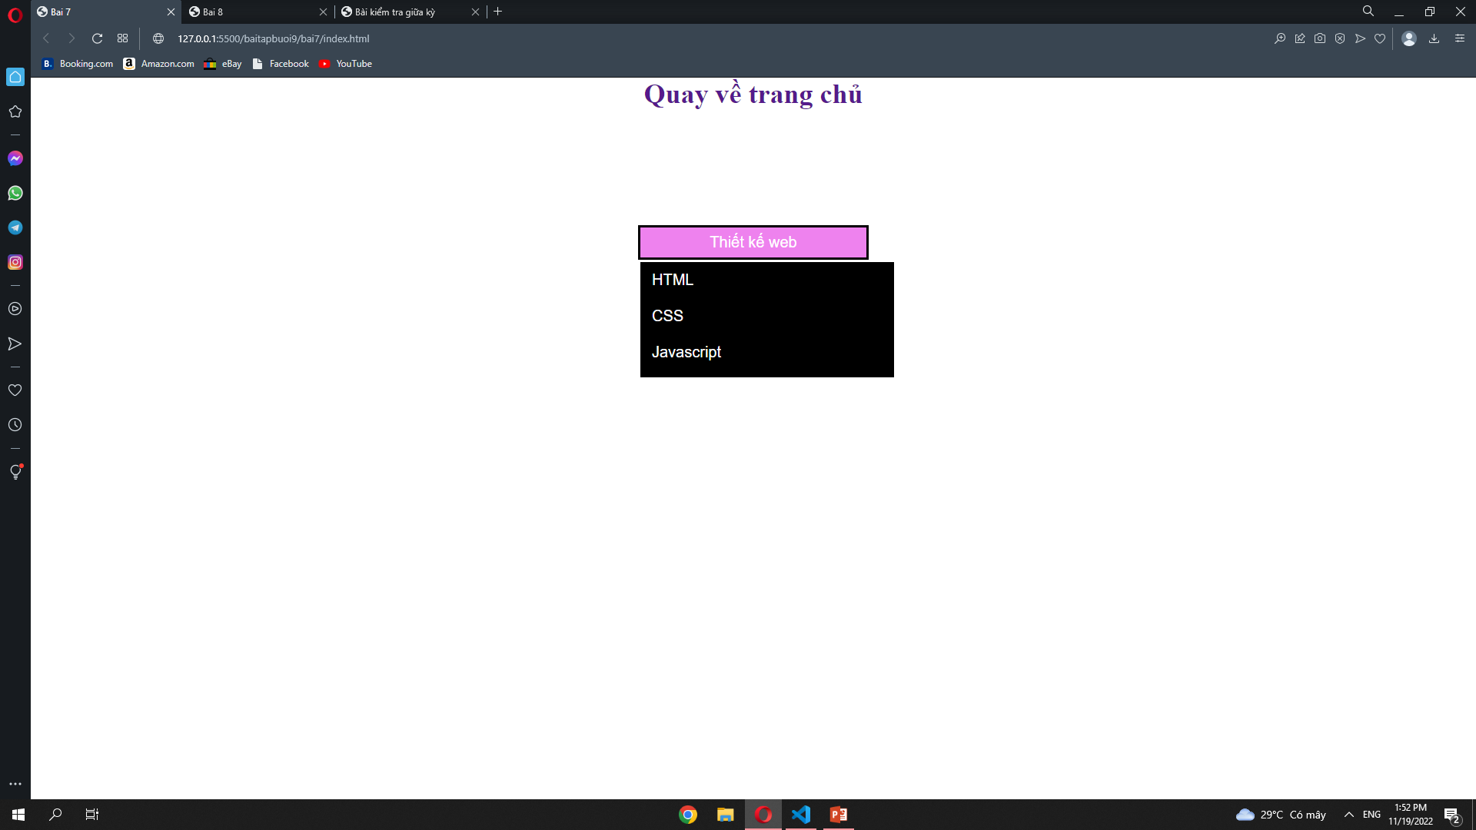 Bai 7
Bai 8
Bài kiểm tra giữa kỳ
127.0.0.1:5500/baitapbuoi9/bai7/index.html
B. Booking.com
a Amazon.com
eBay
Facebook
YouTube
Quay về trang chủ
Thiết kế web
HTML
CSS
Javascript
29°C Có mây
ENG
1:52 PM
11/19/2022
2